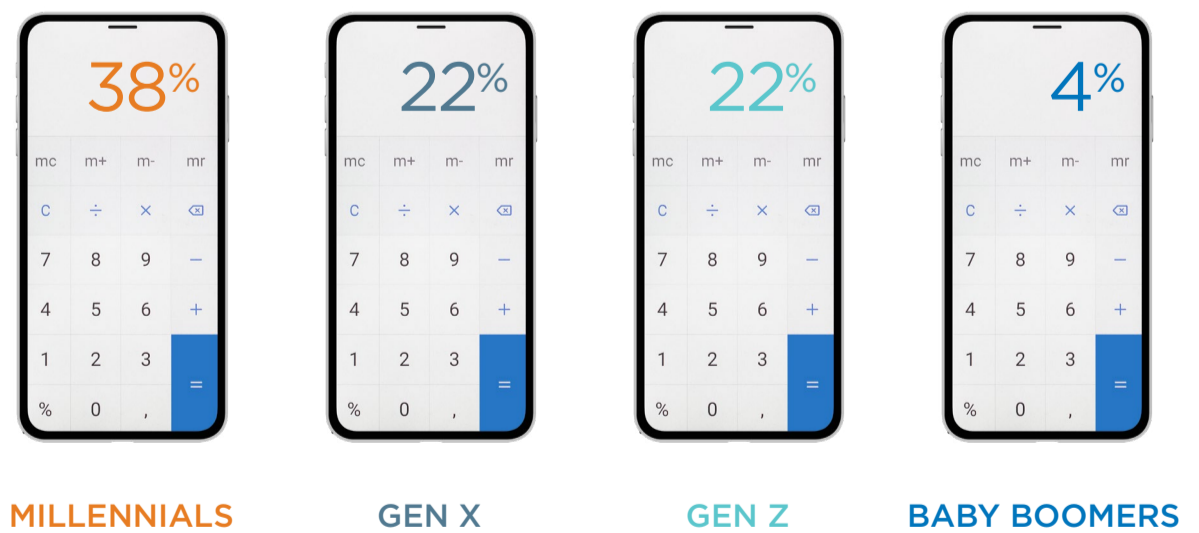 38%
22%
22%
4%
mc m+ m- mr
mc m+ m- mr
mc m+ m- mr
mc m+ m- mr
C ÷ ×
C ÷ ×
C ÷ ×
C ÷ ×
7 8 9 −
7 8 9 −
7 8 9 −
7 8 9 −
4 5 6 +
4 5 6 +
4 5 6 +
4 5 6 +
1 2 3
1 2 3
1 2 3
1 2 3
=
=
=
=
% 0 ,
% 0 ,
% 0 ,
% 0 ,
MILLENNIALS
GEN X
GEN Z
BABY BOOMERS